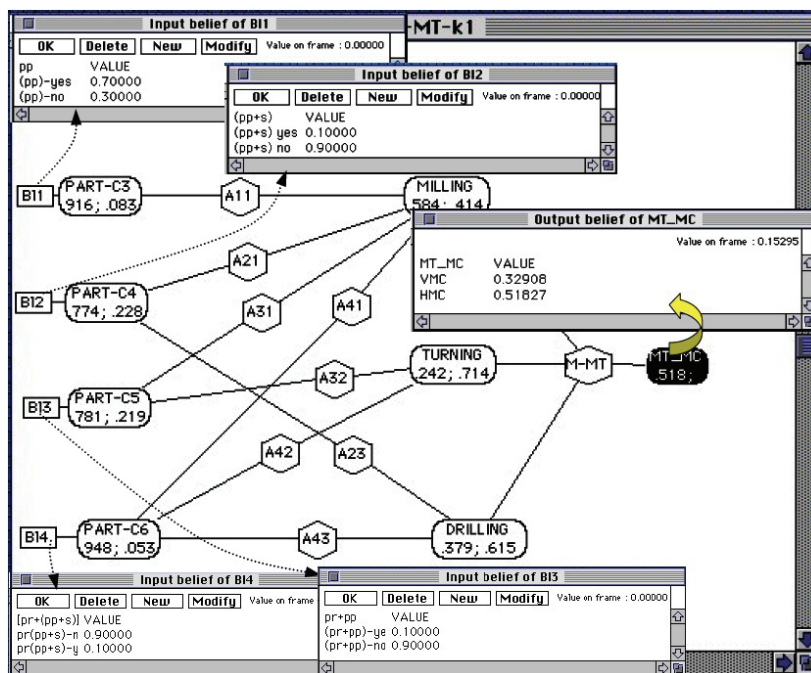 Input belief of BI1
-MT-k1
OK Delete New Modify Value on frame : 0.00000
pp VALUE
(pp)-yes 0.70000
(pp)-no 0.30000
Input belief of BI2
OK Delete New Modify Value on frame : 0.00000
(pp+s) VALUE
(pp+s) yes 0.10000
(pp+s) no 0.90000
BI1
PART-C3
916; .083
A11
MILLING
584; .414
Output belief of MT_MC
Value on frame : 0.15295
MT_MC VALUE
VMC 0.32908
HMC 0.51827
A21
BI2
PART-C4
774; .228
A31
A41
TURNING
.242; .714
M-MT
MT_MC
.518;
A32
BI3
PART-C5
781; .219
A42
A23
BI4
PART-C6
948; .053
A43
DRILLING
.379; .615
Input belief of BI4
OK Delete New Modify Value on frame
[pr+(pp+s)] VALUE
pr(pp+s)-n 0.90000
pr(pp+s)-y 0.10000
Input belief of BI3
OK Delete New Modify Value on frame : 0.00000
pr+pp VALUE
(pr+pp)-ye 0.10000
(pr+pp)-no 0.90000